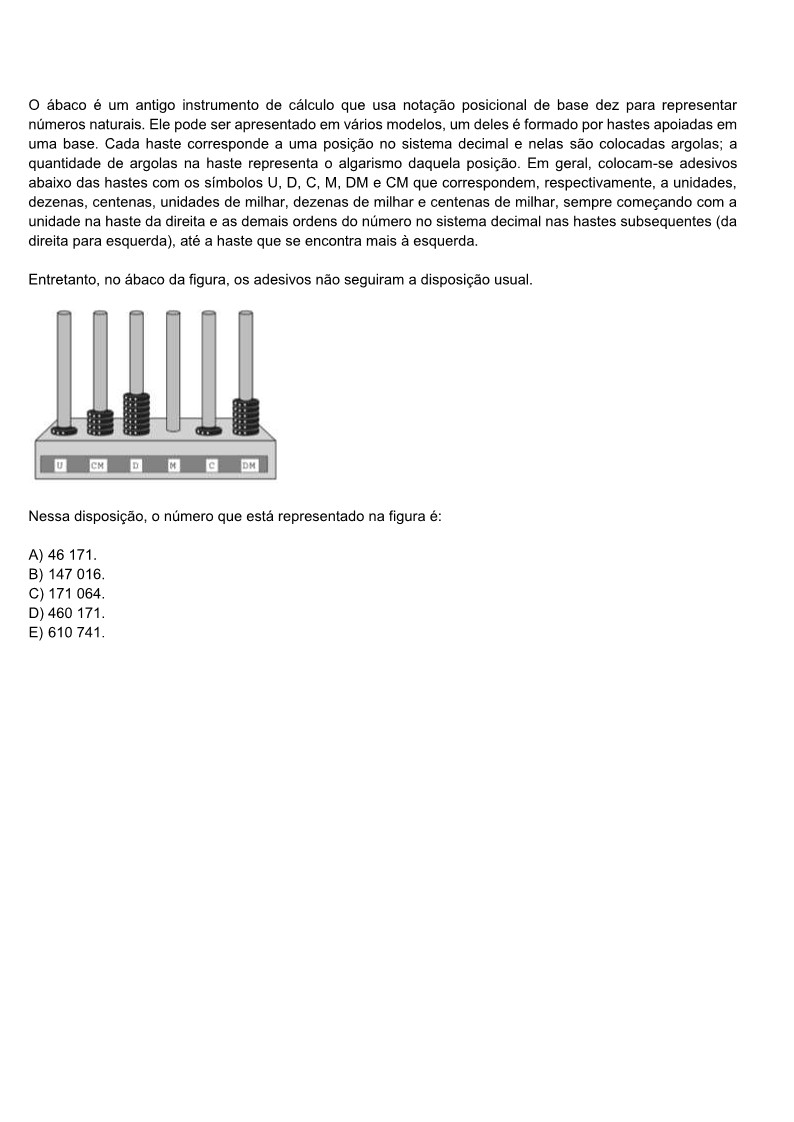 O ábaco é um antigo instrumento de cálculo que usa notação posicional de base dez para representar
números naturais. Ele pode ser apresentado em vários modelos, um deles é formado por hastes apoiadas em
uma base. Cada haste corresponde a uma posição no sistema decimal e nelas são colocadas argolas; a
quantidade de argolas na haste representa o algarismo daquela posição. Em geral, colocam-se adesivos
abaixo das hastes com os símbolos U, D, C, M, DM e CM que correspondem, respectivamente, a unidades,
dezenas, centenas, unidades de milhar, dezenas de milhar e centenas de milhar, sempre começando com a
unidade na haste da direita e as demais ordens do número no sistema decimal nas hastes subsequentes (da
direita para esquerda), até a haste que se encontra mais à esquerda.
Entretanto, no ábaco da figura, os adesivos não seguiram a disposição usual.
U CM D M C DM
Nessa disposição, o número que está representado na figura é:
A) 46 171.
B) 147 016.
C) 171 064.
D) 460 171.
E) 610 741.